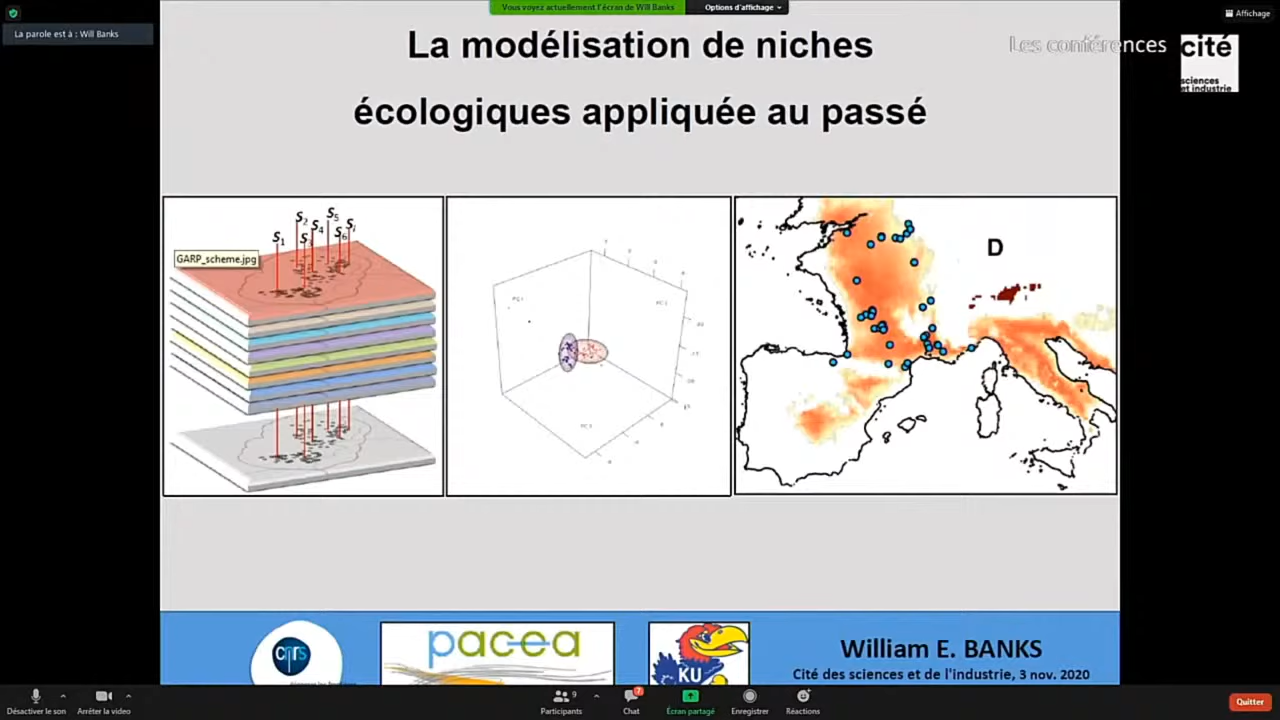 Vous voyez actuellement l'écran de Will Banks
Options d'affichage
Affichage
La parole est à : Will Banks
Les conférences
cité
sciences
et industrie
La modélisation de niches
écologiques appliquée au passé
S1
S2
S4
S5
S6
GARP_scheme.jpg
D
cnrs
pacea
KU
William E. BANKS
Cité des sciences et de l'industrie, 3 nov. 2020
Désactiver le son
Arrêter la vidéo
Participants
9
Chat
7
Écran partagé
Enregistrer
Réactions
Quitter